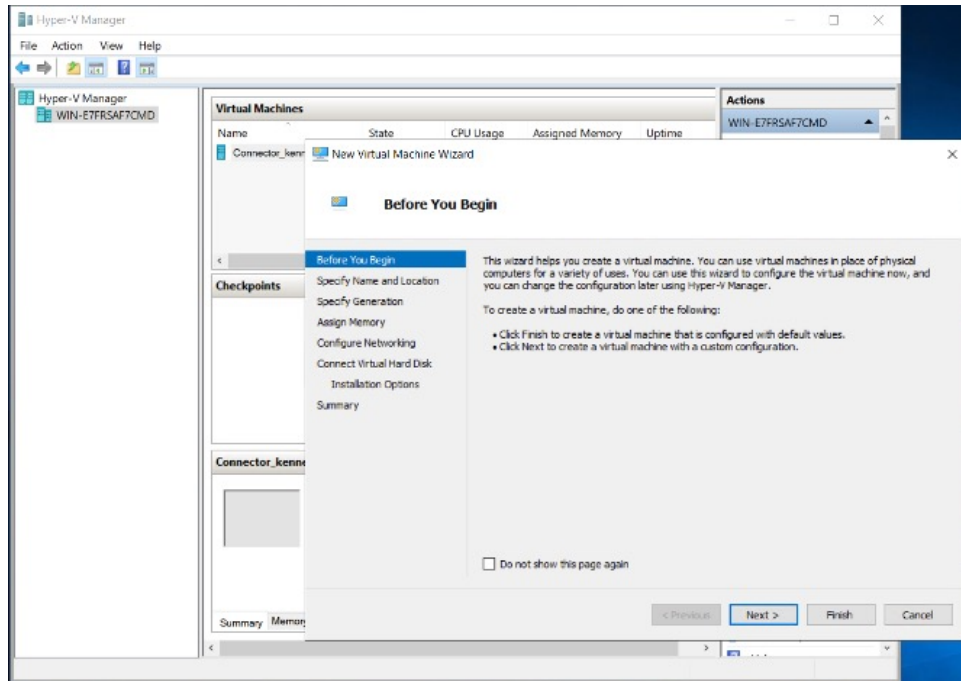 Hyper-V Manager
File Action View Help
Hyper-V Manager
WIN-E7FRSAF7CMD
Virtual Machines
Name State CPU Usage Assigned Memory Uptime
Actions
WIN-E7FRSAF7CMD
New Virtual Machine Wizard
Before You Begin
Before You Begin
Specify Name and Location
Specify Generation
Assign Memory
Configure Networking
Connect Virtual Hard Disk
Installation Options
Summary
This wizard helps you create a virtual machine. You can use virtual machines in place of physical
computers for a variety of uses. You can use this wizard to configure the virtual machine now, and
you can change the configuration later using Hyper-V Manager.
To create a virtual machine, do one of the following:
• Click Finish to create a virtual machine that is configured with default values.
• Click Next to create a virtual machine with a custom configuration.
Do not show this page again
< Previous Next > Finish Cancel
Checkpoints
Summary